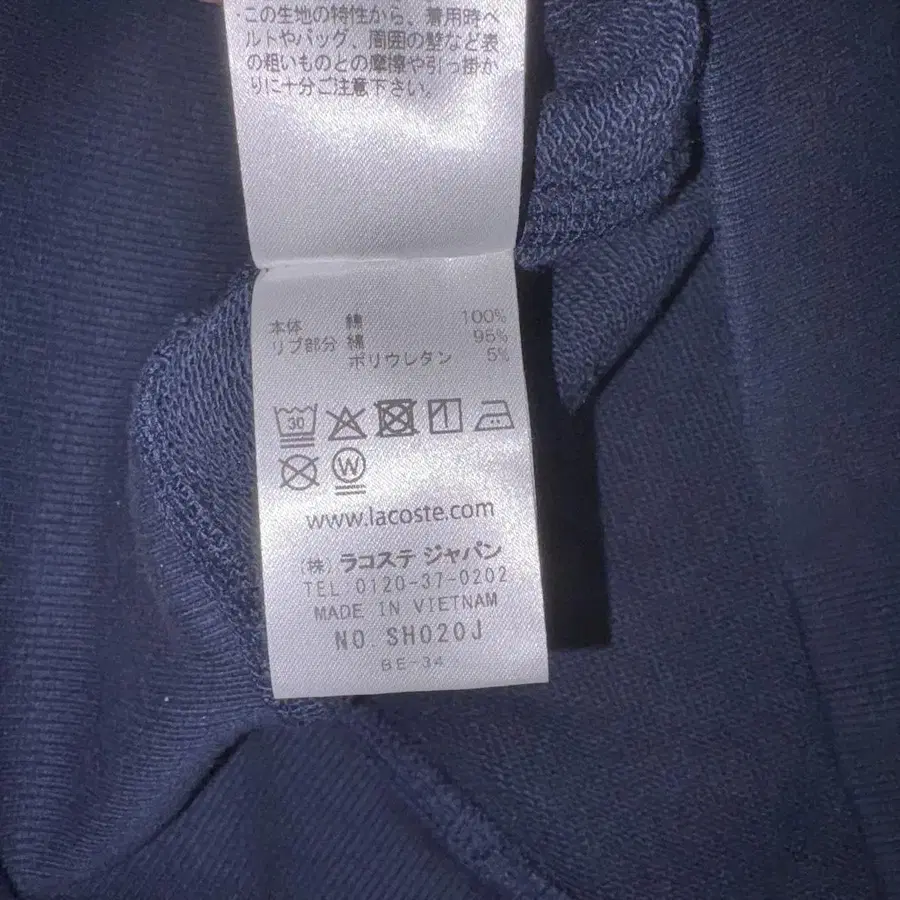 この生地の特性から、着用時ベ
ルトやバッグ、周囲の壁など表
の粗いものとの摩擦や引っ掛か
りに十分ご注意下さい。
本体 綿 100%
リブ部分 綿 95%
ポリウレタン 5%
30
W
www.lacoste.com
(株) ラコステ ジャパン
TEL 0120-37-0202
MADE IN VIETNAM
NO. SH020J
BE-34